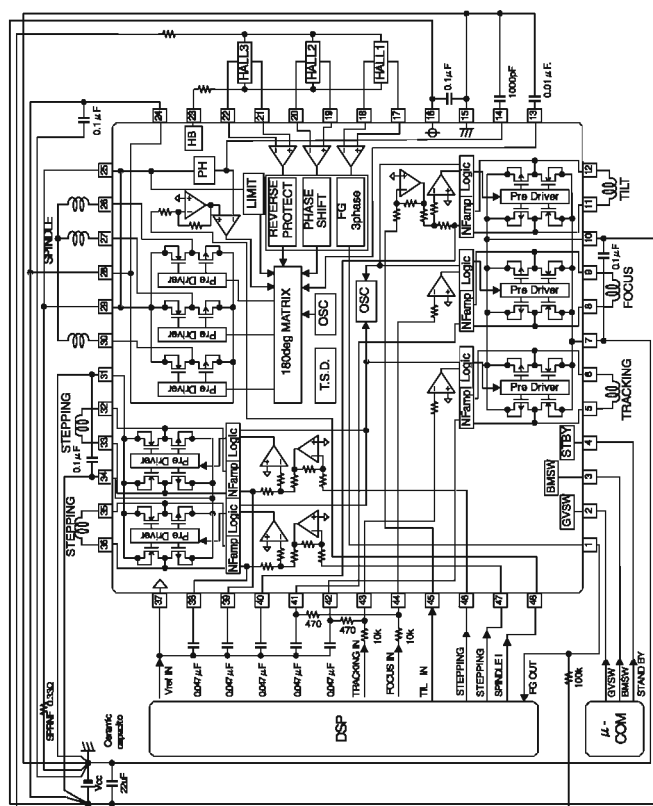 0.1μF
HALL3
HALL2
HALL1
0.1μF
1000pF
0.01μF
24
23
22
21
20
19
18
17
16
15
14
13
HB
25
26
27
28
29
30
31
32
33
34
35
36
SPINDLE
STEPPING
0.1μF
STEPPING
PH
LIMIT
REVERSE PROTECT
PHASE SHIFT
FG 3phase
Pre Driver
Pre Driver
Pre Driver
180deg MATRIX
OSC
T.S.D.
OSC
NFamp
Logic
Pre Driver
NFamp
Logic
Pre Driver
NFamp
Logic
Pre Driver
Pre Driver
NFamp
Logic
Pre Driver
NFamp
Logic
12
11
10
9
8
7
6
5
4
3
2
1
TILT
0.1μF
FOCUS
TRACKING
STBY
BMSW
GVSW
37
38
39
40
41
42
43
44
45
46
47
48
SPRNF 0.33Ω
Ceramic
capacito
Vcc
22uF
Vref IN
0.047μF
0.047μF
0.047μF
0.047μF
0.047μF
470
470
TRACKING IN
10k
FOCUS IN
10k
TIL IN
STEPPING
STEPPING
SPINDLE I
FG OUT
100k
DSP
μ-
COM
GVSW
BMSW
STAND BY